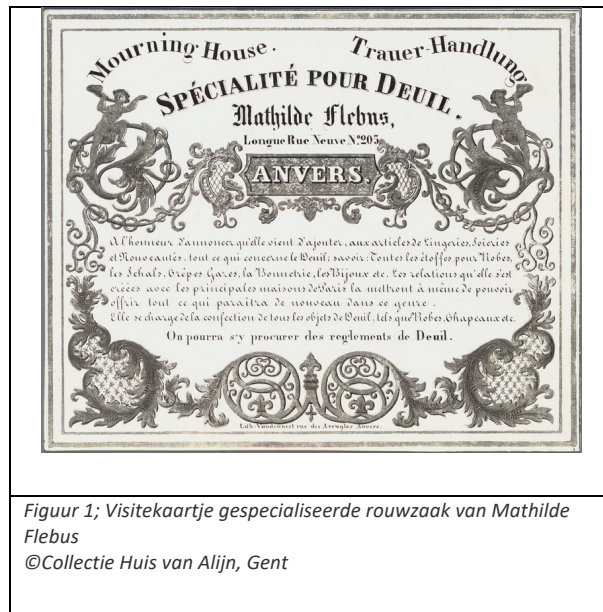 Mourning House. Trauer-Handlung
SPÉCIALITÉ POUR DEUIL.
Mathilde Flebus,
Longue Rue Neuve Nº 205
ANVERS.
A l'honneur d'annoncer, qu'elle vient d'ajouter, aux articles de Lingeries, Soieries
et Nouveautés, tout ce qui concerne le Deuil; savoir: Toutes les étoffes pour Robes,
les Schals, Crêpes, Gazes, la Bonnetrie, les Bijoux etc. Les relations qu'elle s'est
créées avec les principales maisons de Paris la mettront à même de pouvoir
offrir tout ce qui paraîtra de nouveau dans ce genre.
Elle se charge de la confection de tous les objets de Deuil, tels que Robes, Chapeaux etc.
On pourra s'y procurer des reglements de Deuil.
Lith. rue des Aveugles Anvers.
Figuur 1; Visitekaartje gespecialiseerde rouwzaak van Mathilde
Flebus
©Collectie Huis van Alijn, Gent